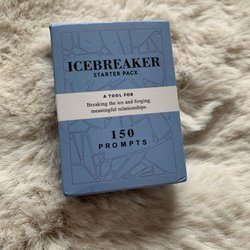 ICEBREAKER
STARTER PACK
A TOOL FOR
Breaking the ice and forging
meaningful relationships.
150
PROMPTS